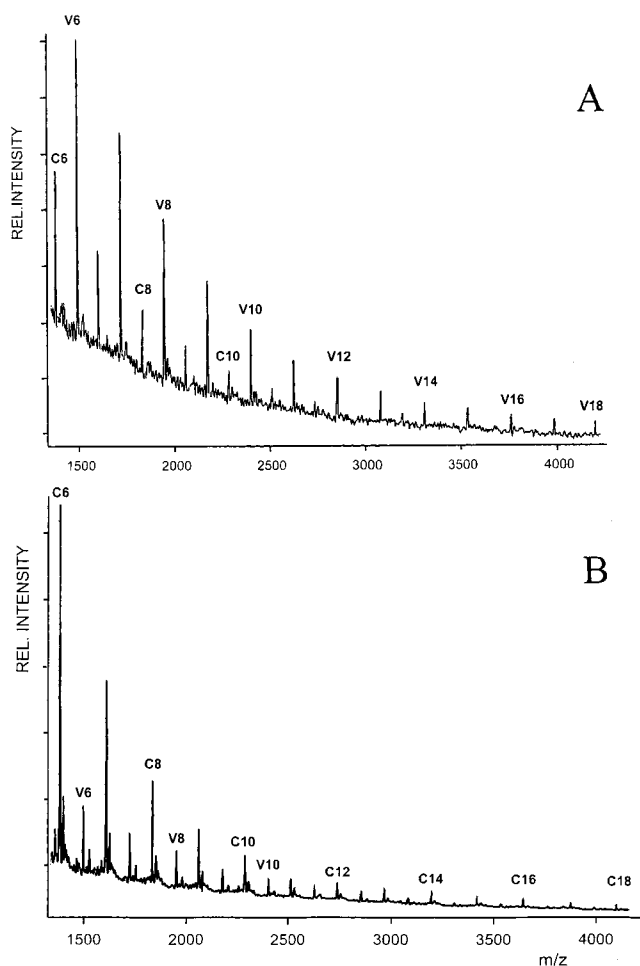 A
REL.INTENSITY
V6
C6
V8
C8
V10
C10
V12
V14
V16
V18
1500 2000 2500 3000 3500 4000
B
REL. INTENSITY
C6
V6
C8
V8
C10
V10
C12
C14
C16
C18
1500 2000 2500 3000 3500 4000
m/z